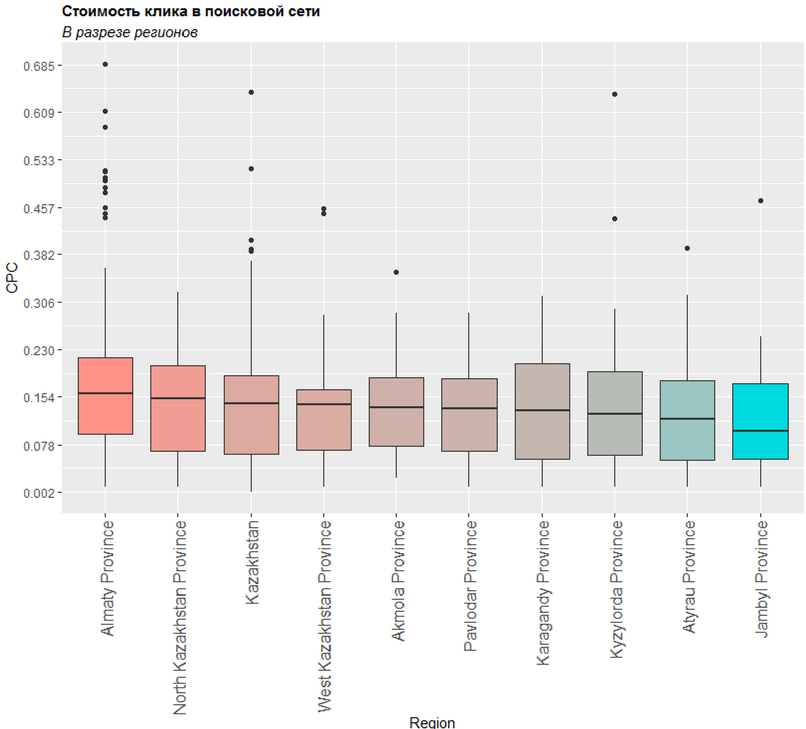 Стоимость клика в поисковой сети
В разрезе регионов
CPC
0.685
0.609
0.533
0.457
0.382
0.306
0.230
0.154
0.078
0.002
Almaty Province
North Kazakhstan Province
Kazakhstan
West Kazakhstan Province
Akmola Province
Pavlodar Province
Karagandy Province
Kyzylorda Province
Atyrau Province
Jambyl Province
Region